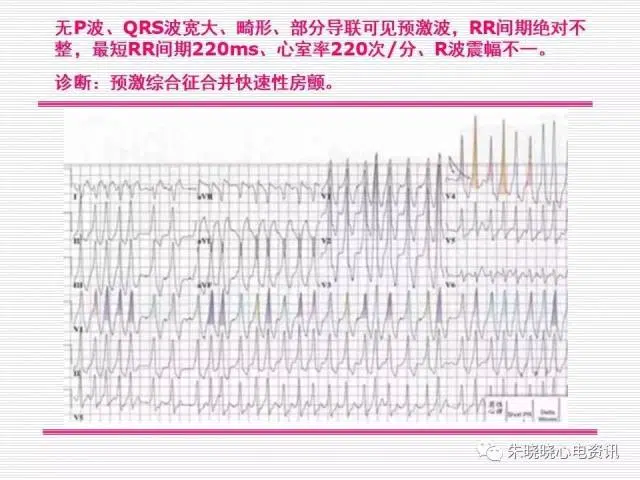 无P波、QRS波宽大、畸形、部分导联可见预激波，RR间期绝对不
整，最短RR间期220ms、心室率220次/分、R波震幅不一。
诊断：预激综合征合并快速性房颤。
I aVR V1 V4
II aVL V2 V5
III aVF V3 V6
V1
II
V5
Short PR
Delta
朱晓晓心电资讯